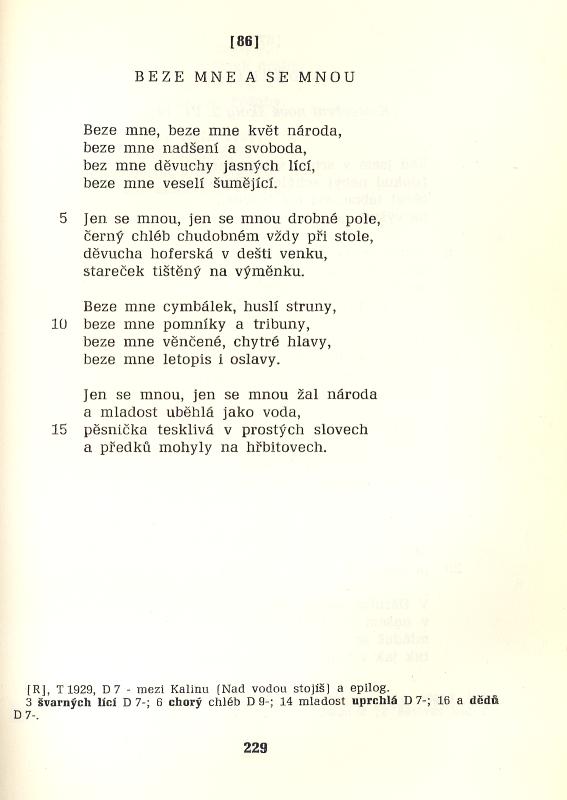 [86]
BEZE MNE A SE MNOU
Beze mne, beze mne květ národa,
beze mne nadšení a svoboda,
bez mne děvuchy jasných lící,
beze mne veselí šumějící.
5 Jen se mnou, jen se mnou drobné pole,
černý chléb chudobném vždy při stole,
děvucha hoferská v dešti venku,
stareček tištěný na výměnku.
Beze mne cymbálek, huslí struny,
10 beze mne pomníky a tribuny,
beze mne věnčené, chytré hlavy,
beze mne letopis i oslavy.
Jen se mnou, jen se mnou žal národa
a mladost uběhlá jako voda,
15 pěsnička tesklivá v prostých slovech
a předků mohyly na hřbitovech.
[R], T 1929, D 7 - mezi Kalinu (Nad vodou stojíš) a epilog.
3 švarných lící D 7-; 6 chorý chléb D 9-; 14 mladost uprchlá D 7-; 16 a dědů
D 7-.
229